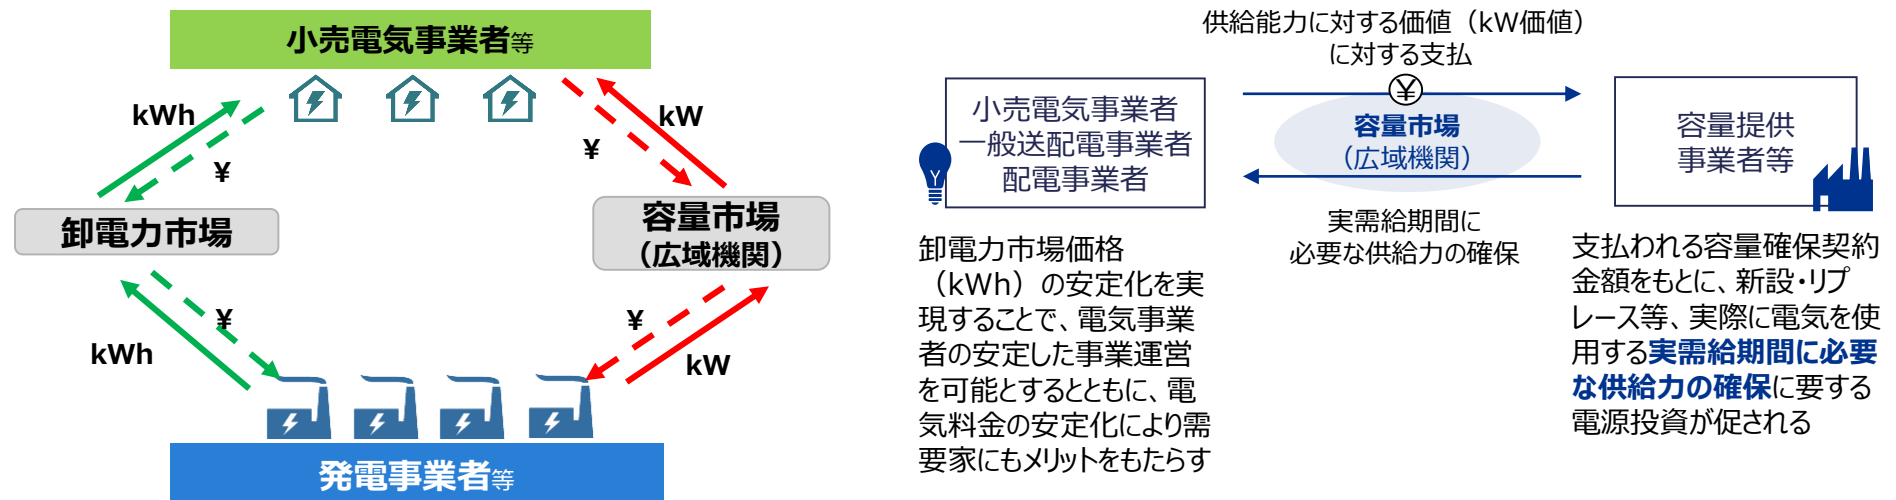 小売電気事業者等
kWh
¥
kW
¥
卸電力市場
容量市場
（広域機関）
¥
kWh
¥
kW
発電事業者等
供給能力に対する価値（kW価値）
に対する支払
¥
小売電気事業者
一般送配電事業者
配電事業者
容量市場
（広域機関）
容量提供
事業者等
実需給期間に
必要な供給力の確保
卸電力市場価格
（kWh）の安定化を実
現することで、電気事業
者の安定した事業運営
を可能とするとともに、電
気料金の安定化により需
要家にもメリットをもたらす
支払われる容量確保契約
金額をもとに、新設・リプ
レース等、実際に電気を使
用する実需給期間に必要
な供給力の確保に要する
電源投資が促される